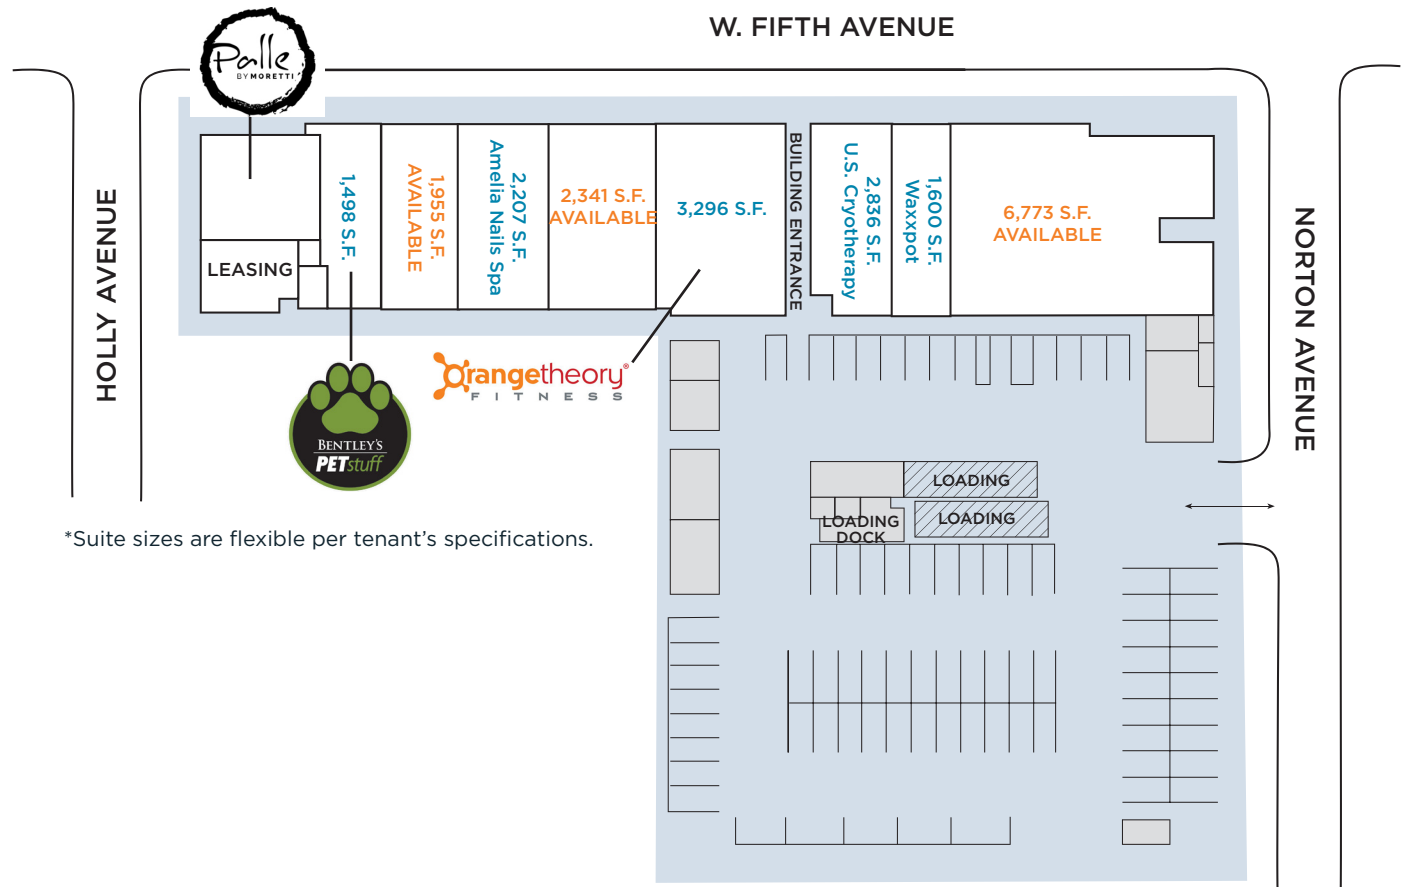 W. FIFTH AVENUE
Palle
BY MORETTI
HOLLY AVENUE
LEASING
1,498 S.F.
1,955 S.F.
AVAILABLE
2,207 S.F.
Amelia Nails Spa
2,341 S.F.
AVAILABLE
3,296 S.F.
BUILDING ENTRANCE
2,836 S.F.
U.S. Cryotherapy
1,600 S.F.
Waxxpot
6,773 S.F.
AVAILABLE
NORTON AVENUE
orangetheory®
FITNESS
BENTLEY'S
PETstuff
LOADING
LOADING
LOADING
DOCK
*Suite sizes are flexible per tenant’s specifications.